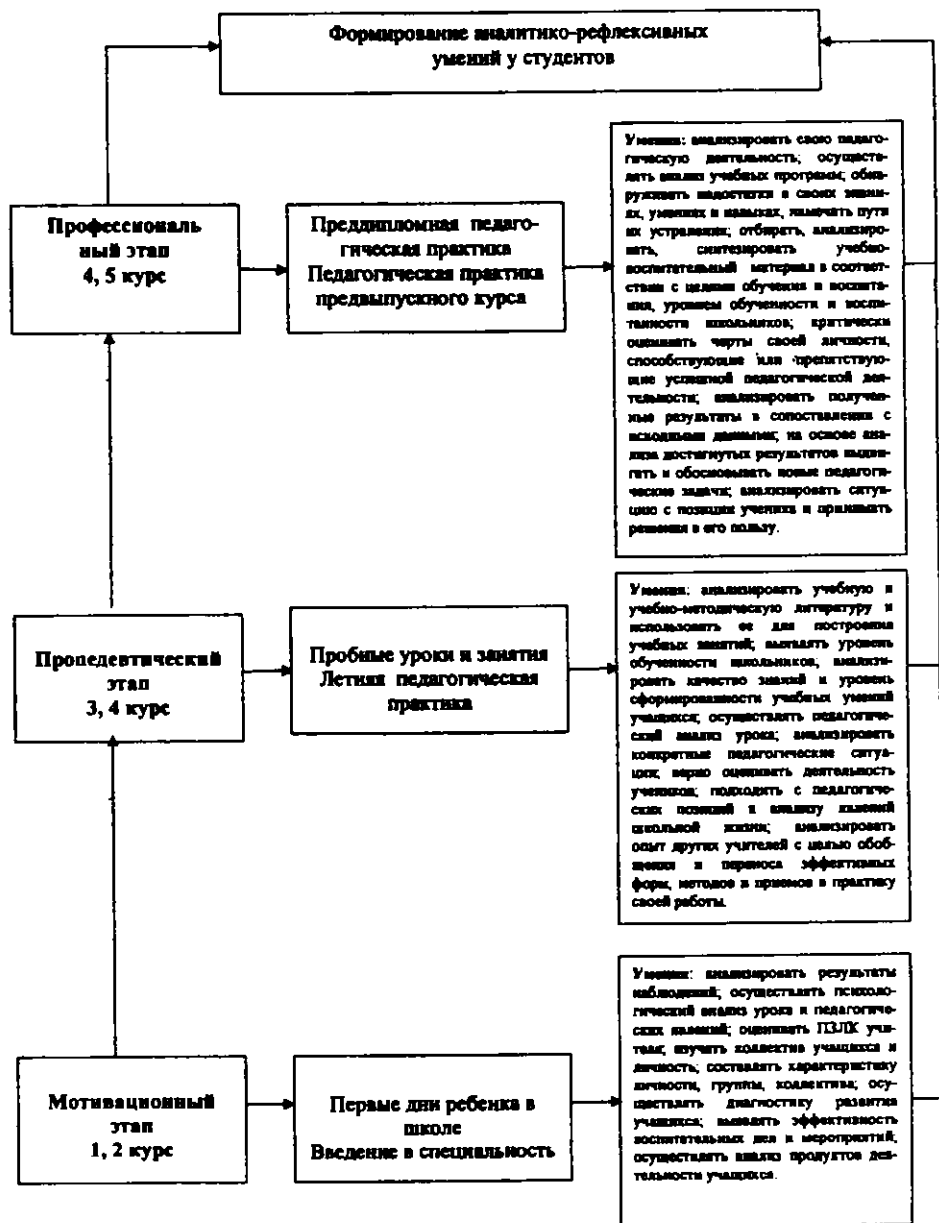 Формирование аналитико-рефлексивных
умений у студентов
Профессиональ
ный этап
4, 5 курс
Преддипломная педаго-
гическая практика
Педагогическая практика
предвыпускного курса
Умения: анализировать свою педаго-
гическую деятельность; осуществ-
лять анализ учебных программ; обна-
руживать недостатки в своих знани-
ях, умениях и навыках, намечать пути
их устранения; отбирать, анализиро-
вать, синтезировать учебно-
воспитательный материал в соответ-
ствии с целями обучения и воспита-
ния, уровнем обученности и воспи-
танности школьников; критически
оценивать черты своей личности,
способствующие или препятствую-
щие успешной педагогической дея-
тельности; анализировать получен-
ные результаты в сопоставлении с
исходными данными; на основе ана-
лиза достигнутых результатов выдви-
гать и обосновывать новые педагоги-
ческие задачи; анализировать ситуа-
цию с позиции ученика и принимать
решения в его пользу.
Пропедевтический
этап
3, 4 курс
Пробные уроки и занятия
Летняя педагогическая
практика
Умения: анализировать учебную и
учебно-методическую литературу и
использовать ее для построения
учебных занятий; выявлять уровень
обученности школьников; анализи-
ровать качество знаний и уровень
сформированности учебных умений
учащихся; осуществлять педагогиче-
ский анализ урока; анализировать
конкретные педагогические ситуа-
ции; верно оценивать деятельность
учеников; подходить с педагогиче-
ских позиций к анализу явлений
школьной жизни; анализировать
опыт других учителей с целью обоб-
щения и переноса эффективных
форм, методов и приемов в практику
своей работы.
Мотивационный
этап
1, 2 курс
Первые дни ребенка в
школе
Введение в специальность
Умения: анализировать результаты
наблюдений; осуществлять психоло-
гический анализ урока и педагогиче-
ских явлений; оценивать ПЗЛК учи-
теля; изучать коллектив учащихся и
личность; составлять характеристику
личности, группы, коллектива; осу-
ществлять диагностику развития
учащихся; выявлять эффективность
воспитательных дел и мероприятий;
осуществлять анализ продуктов дея-
тельности учащихся.